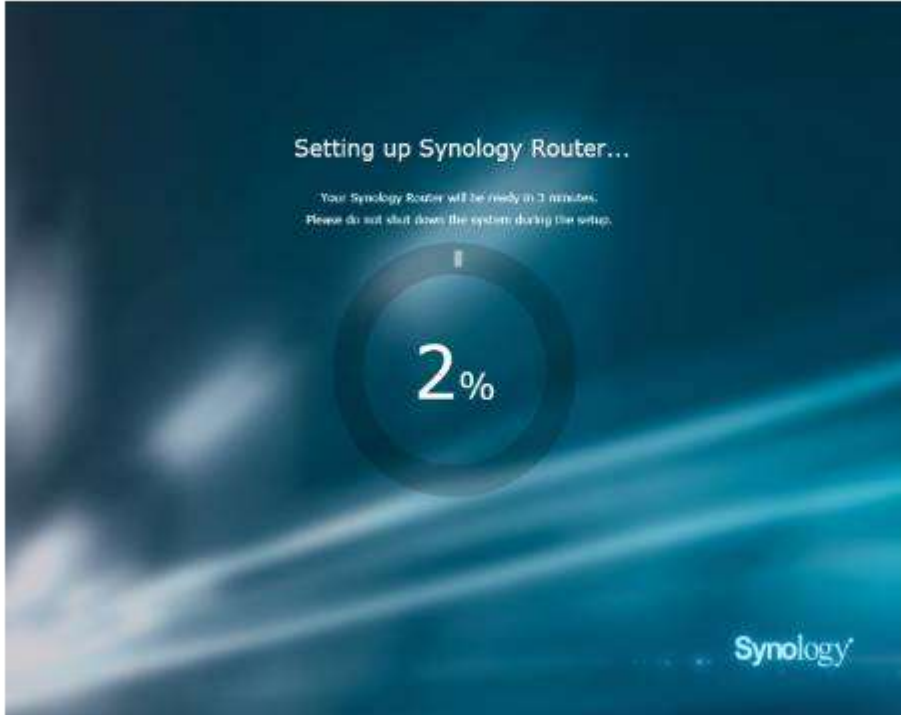 Setting up Synology Router...
Your Synology Router will be ready in 3 minutes.
Please do not shut down the system during the setup.
2%
Synology